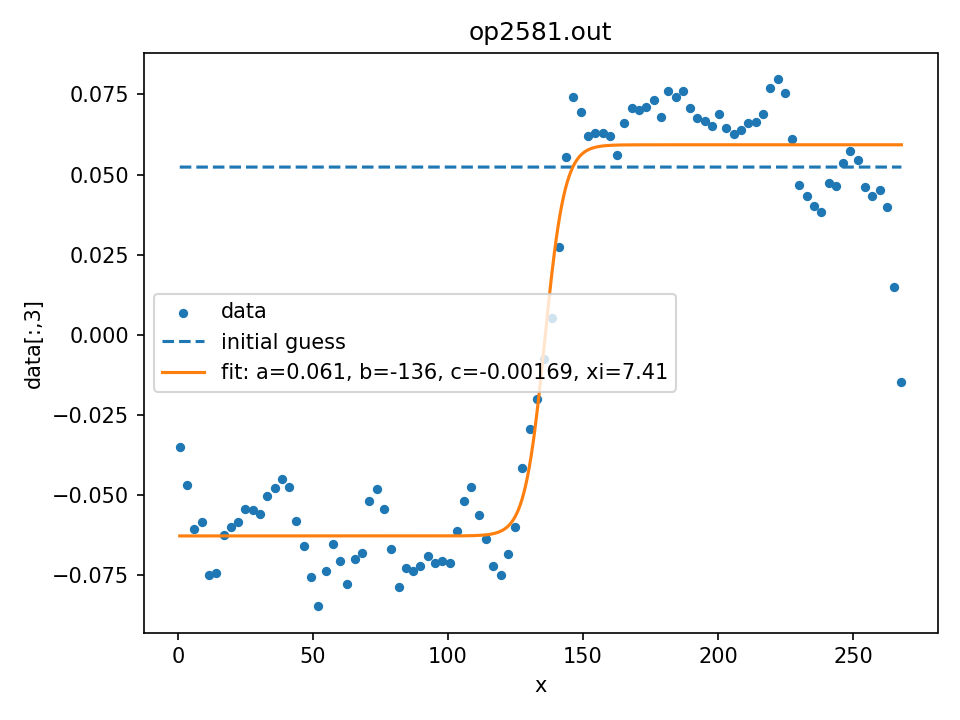 op2581.out
0.075
0.050
0.025
0.000
−0.025
−0.050
−0.075
data[:,3]
data
initial guess
fit: a=0.061, b=-136, c=-0.00169, xi=7.41
0 50 100 150 200 250
x